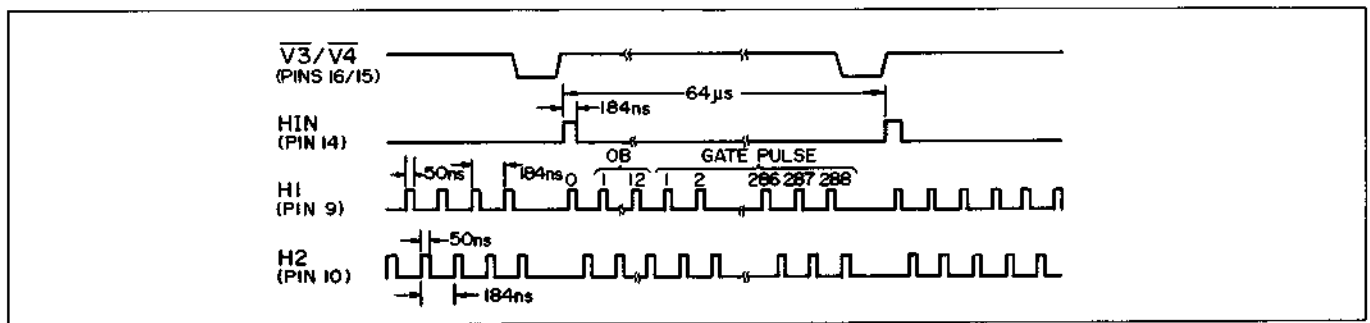 V3/V4
(PINS 16/15)
64μs
184ns
HIN
(PIN 14)
OB GATE PULSE
50ns 184ns 0 1 12 1 2 286 287 288
H1
(PIN 9)
50ns
H2
(PIN 10)
184ns